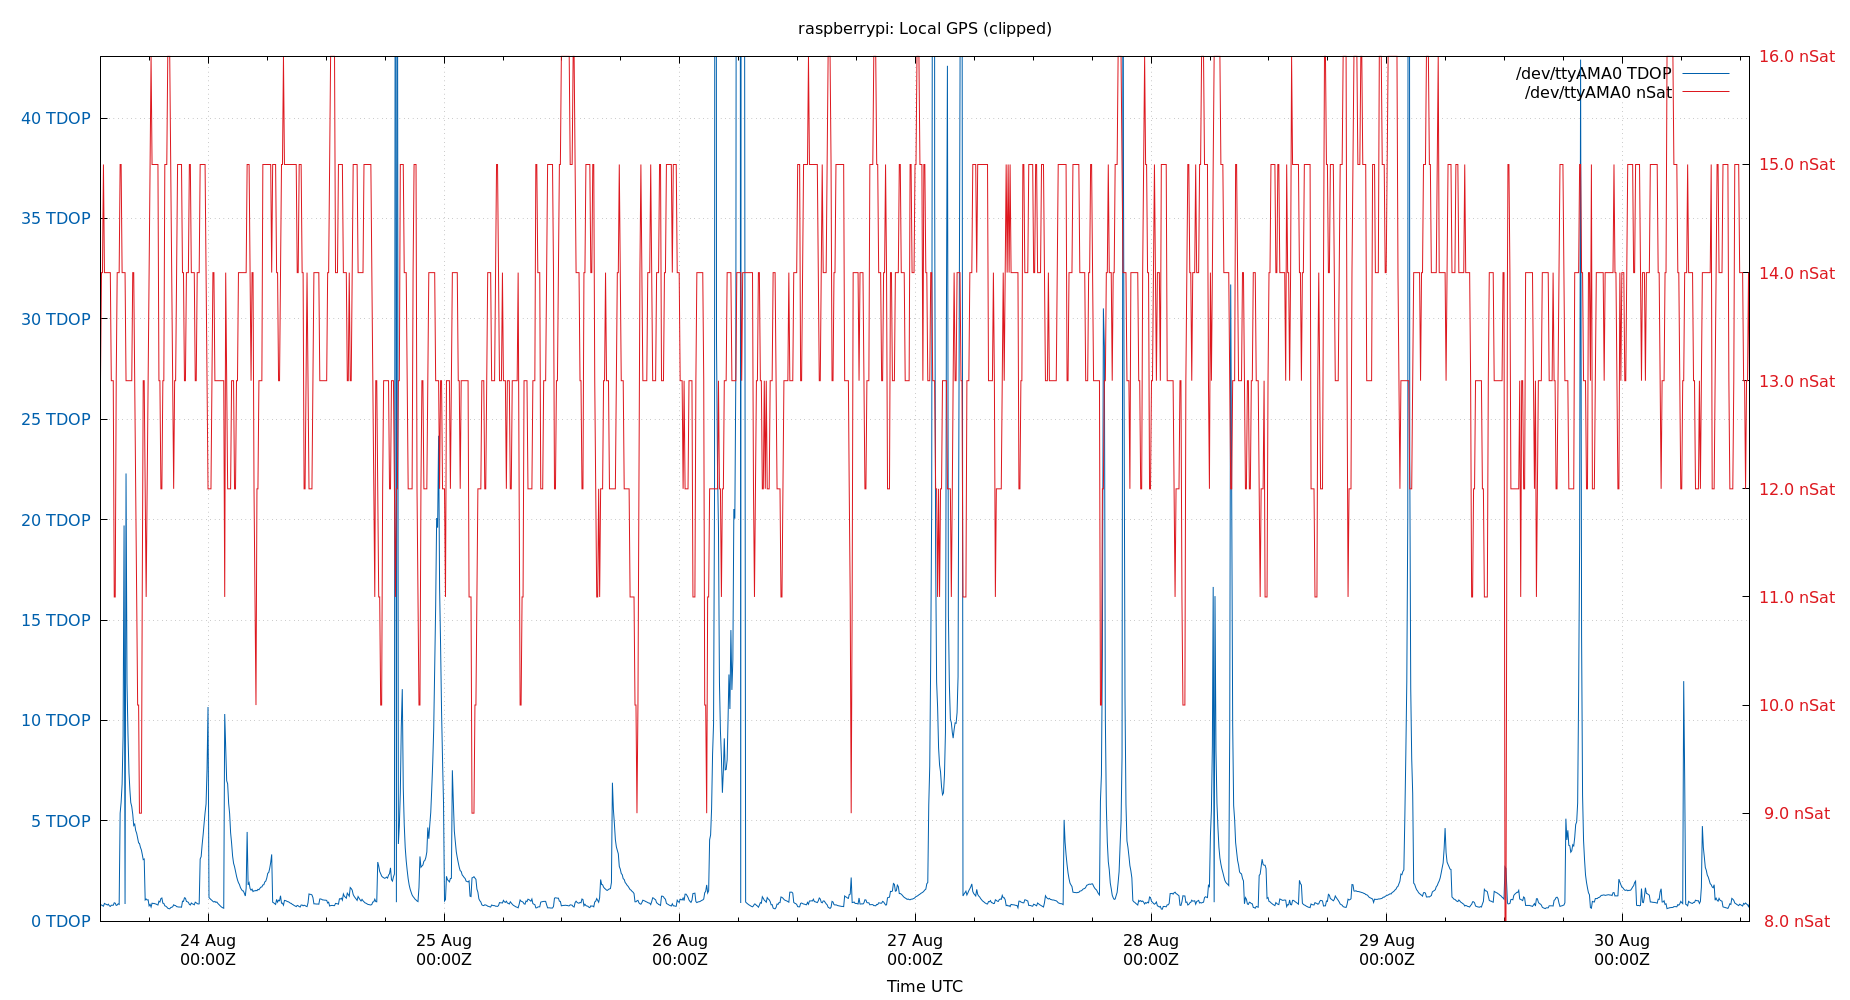 raspberrypi: Local GPS (clipped)
/dev/ttyAMA0 TDOP
/dev/ttyAMA0 nSat
40 TDOP
35 TDOP
30 TDOP
25 TDOP
20 TDOP
15 TDOP
10 TDOP
5 TDOP
0 TDOP
16.0 nSat
15.0 nSat
14.0 nSat
13.0 nSat
12.0 nSat
11.0 nSat
10.0 nSat
9.0 nSat
8.0 nSat
24 Aug
00:00Z
25 Aug
00:00Z
26 Aug
00:00Z
27 Aug
00:00Z
28 Aug
00:00Z
29 Aug
00:00Z
30 Aug
00:00Z
Time UTC